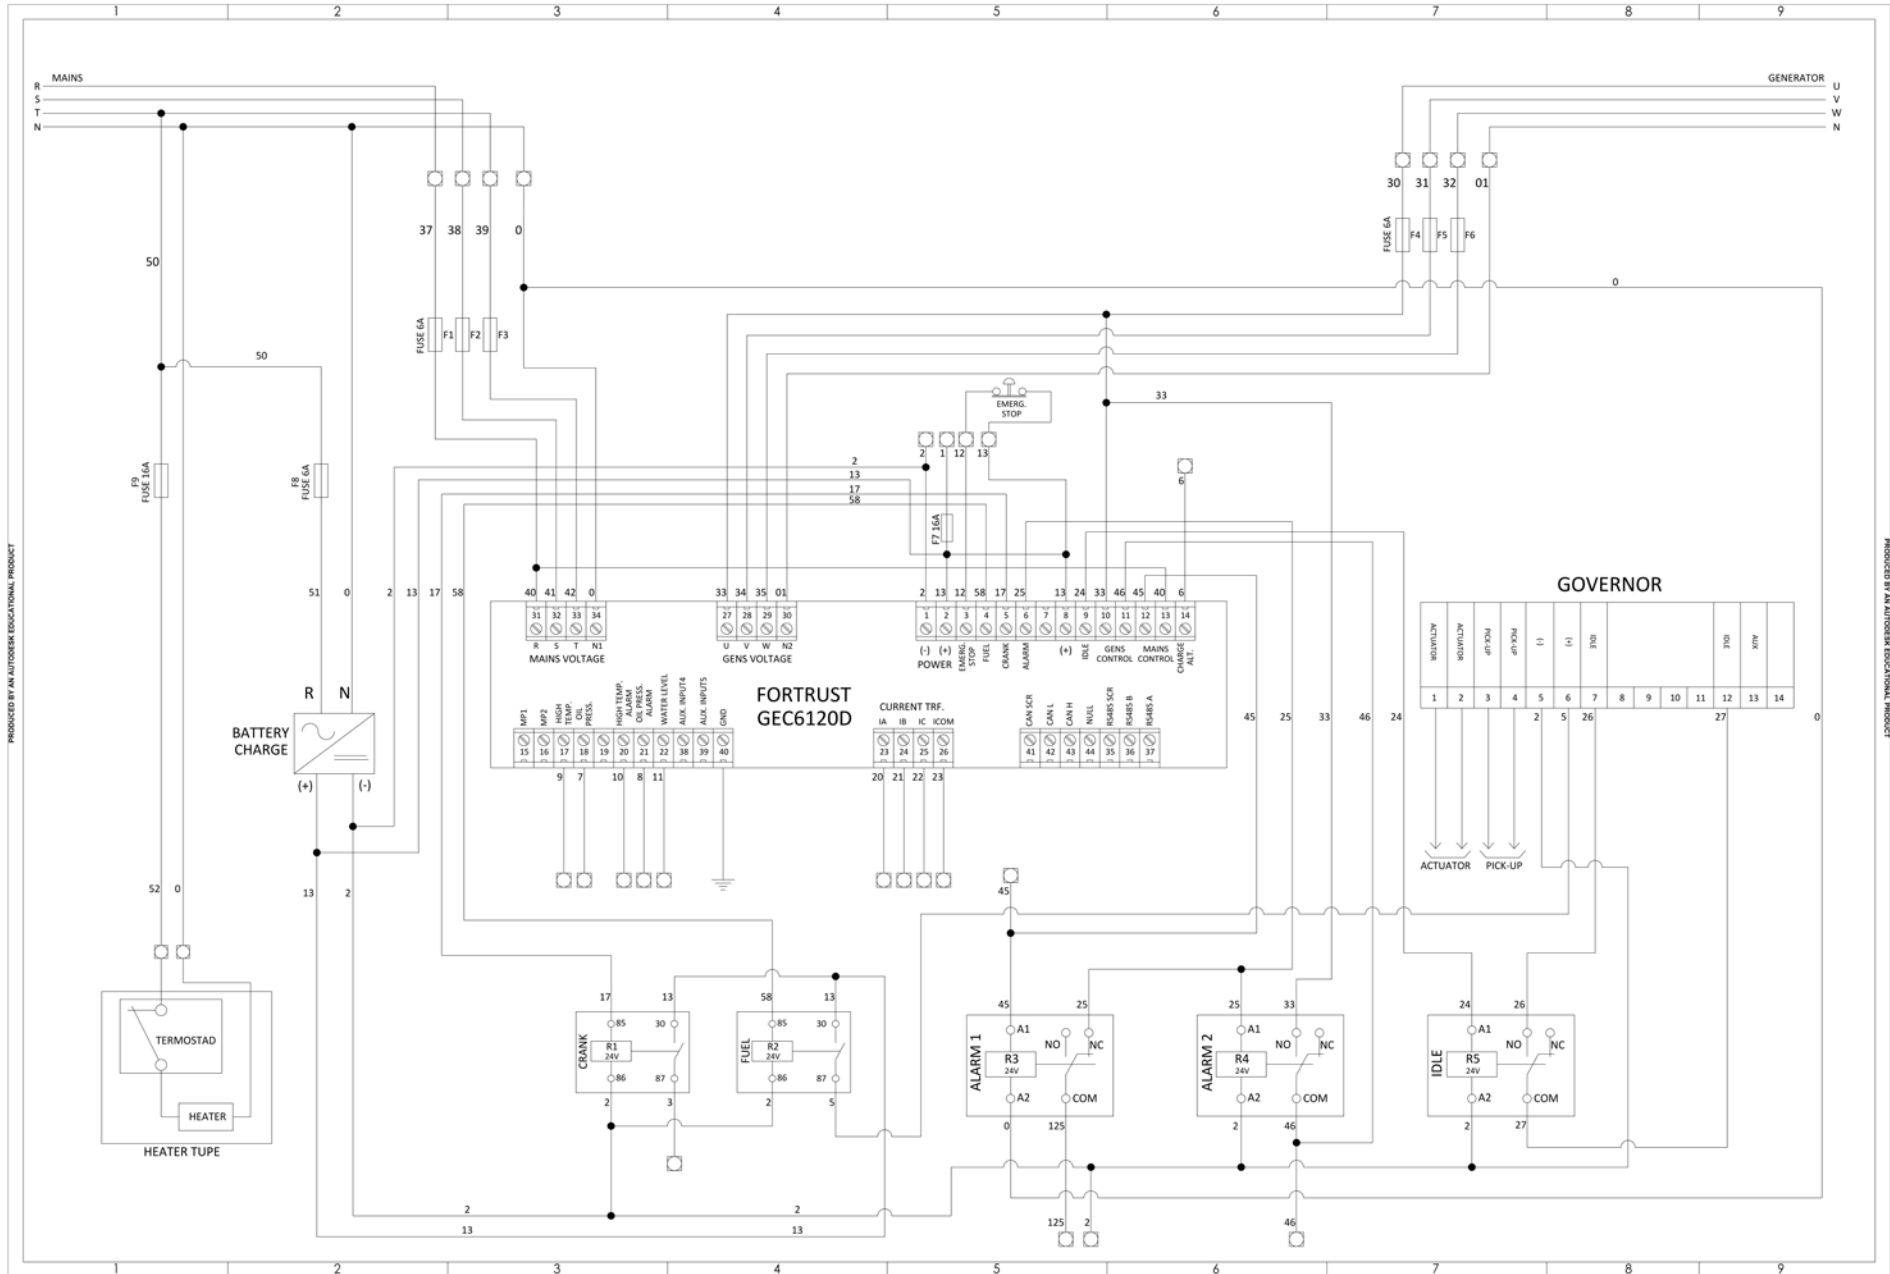 1 2 3 4 5 6 7 8 9
MAINS
R
S
T
N
GENERATOR
U
V
W
N
30 31 32 01
37 38 39 0
FUSE 6A F4 F5 F6
50
0
FUSE 6A F1 F2 F3
50
EMERG.
STOP
33
2 1 12 13
2
13
17
58
6
F9
FUSE 16A
F8
FUSE 6A
F7 16A
PRODUCED BY AN AUTODESK EDUCATIONAL PRODUCT
PRODUCED BY AN AUTODESK EDUCATIONAL PRODUCT
51 0 2 13 17 58
40 41 42 0
33 34 35 01
2 13 12 58 17 25 13 24 33 46 45 40 6
31 32 33 34
27 28 29 30
1 2 3 4 5 6 7 8 9 10 11 12 13 14
R S T N1
MAINS VOLTAGE
U V W N2
GENS VOLTAGE
(-) (+)
POWER
EMERG.
STOP
FUEL
CRANK
ALARM
(+)
IDLE
GENS
CONTROL
MAINS
CONTROL
CHARGE
ALT.
GOVERNOR
ACTUATOR
ACTUATOR
PICK-UP
PICK-UP
(-)
(+)
IDLE
IDLE
AUX
1 2 3 4 5 6 7 8 9 10 11 12 13 14
2 5 26 27 0
FORTRUST
GEC6120D
MP1
MP2
HIGH
TEMP.
OIL
PRESS.
HIGH TEMP.
ALARM
OIL PRESS.
ALARM
WATER LEVEL
AUX. INPUT4
AUX. INPUT5
GND
CURRENT TRF.
IA IB IC ICOM
CAN SCR
CAN L
CAN H
NULL
RS485 SCR
RS485 B
RS485 A
15 16 17 18 19 20 21 22 38 39 40
23 24 25 26
41 42 43 44 35 36 37
9 7 10 8 11
20 21 22 23
45 25 33 46 24
R N
BATTERY
CHARGE
(+) (-)
ACTUATOR PICK-UP
52 0
13 2
45
TERMOSTAD
HEATER
HEATER TUPE
17 13
CRANK
85 30
R1
24V
86 87
2 3
58 13
FUEL
85 30
R2
24V
86 87
2 5
45 25
ALARM 1
A1 NO NC
R3
24V
A2 COM
0 125
25 33
ALARM 2
A1 NO NC
R4
24V
A2 COM
2 46
24 26
IDLE
A1 NO NC
R5
24V
A2 COM
2 27
2 2
13 13
125 2 46
1 2 3 4 5 6 7 8 9